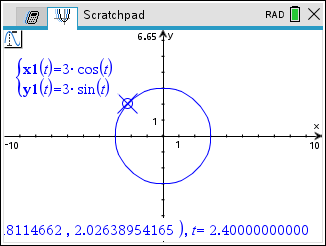 Scratchpad RAD
6.65 y
x1(t)=3· cos(t)
y1(t)=3· sin(t)
1
x
-10 1 10
.8114662 , 2.02638954165 ), t= 2.40000000000